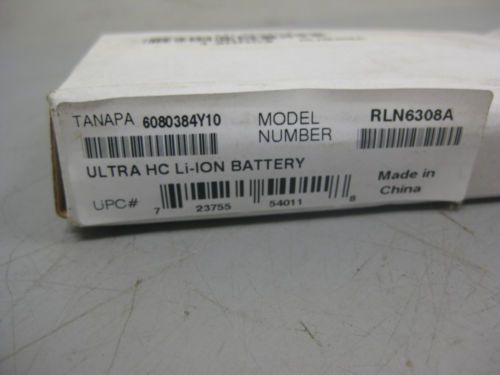 TANAPA 6080384Y10 MODEL NUMBER RLN6308A
ULTRA HC Li-ION BATTERY
UPC# 7 23755 54011 8
Made in
China